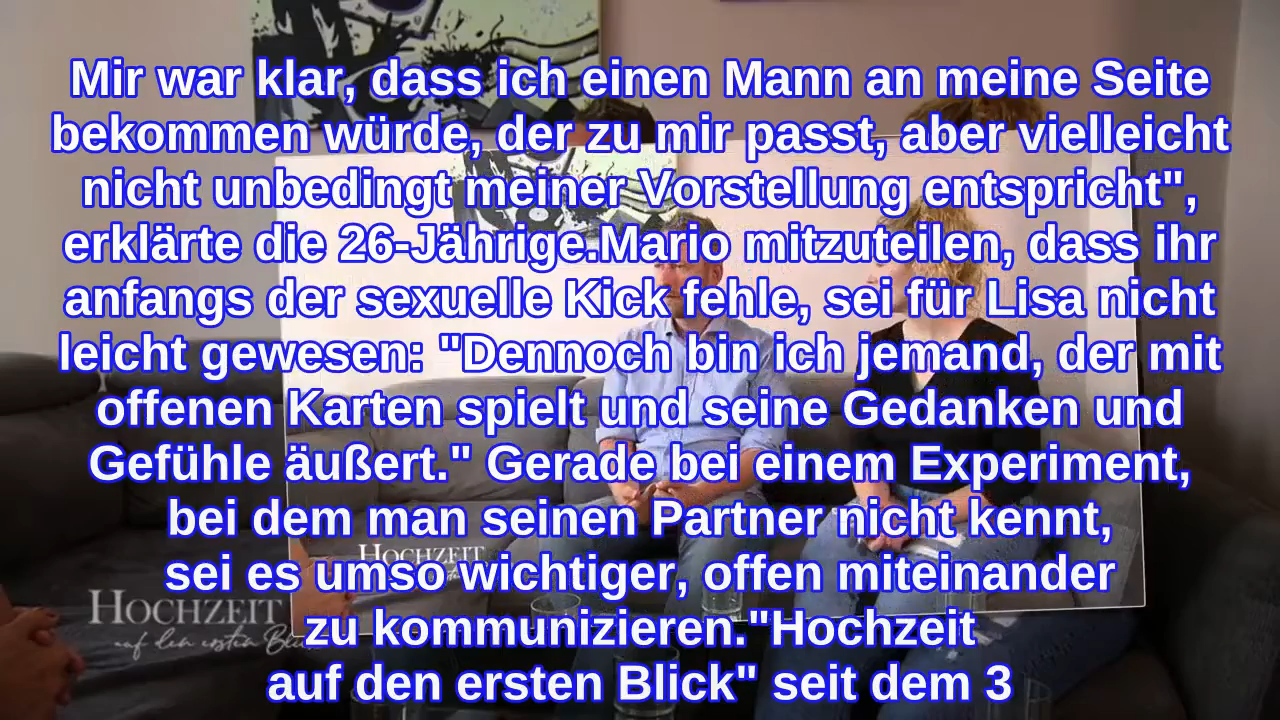 Mir war klar, dass ich einen Mann an meine Seite
bekommen würde, der zu mir passt, aber vielleicht
nicht unbedingt meiner Vorstellung entspricht",
erklärte die 26-Jährige.Mario mitzuteilen, dass ihr
anfangs der sexuelle Kick fehle, sei für Lisa nicht
leicht gewesen: "Dennoch bin ich jemand, der mit
offenen Karten spielt und seine Gedanken und
Gefühle äußert." Gerade bei einem Experiment,
bei dem man seinen Partner nicht kennt,
sei es umso wichtiger, offen miteinander
zu kommunizieren."Hochzeit
auf den ersten Blick" seit dem 3
HOCHZEIT
HOCHZEIT
auf den ersten Blick